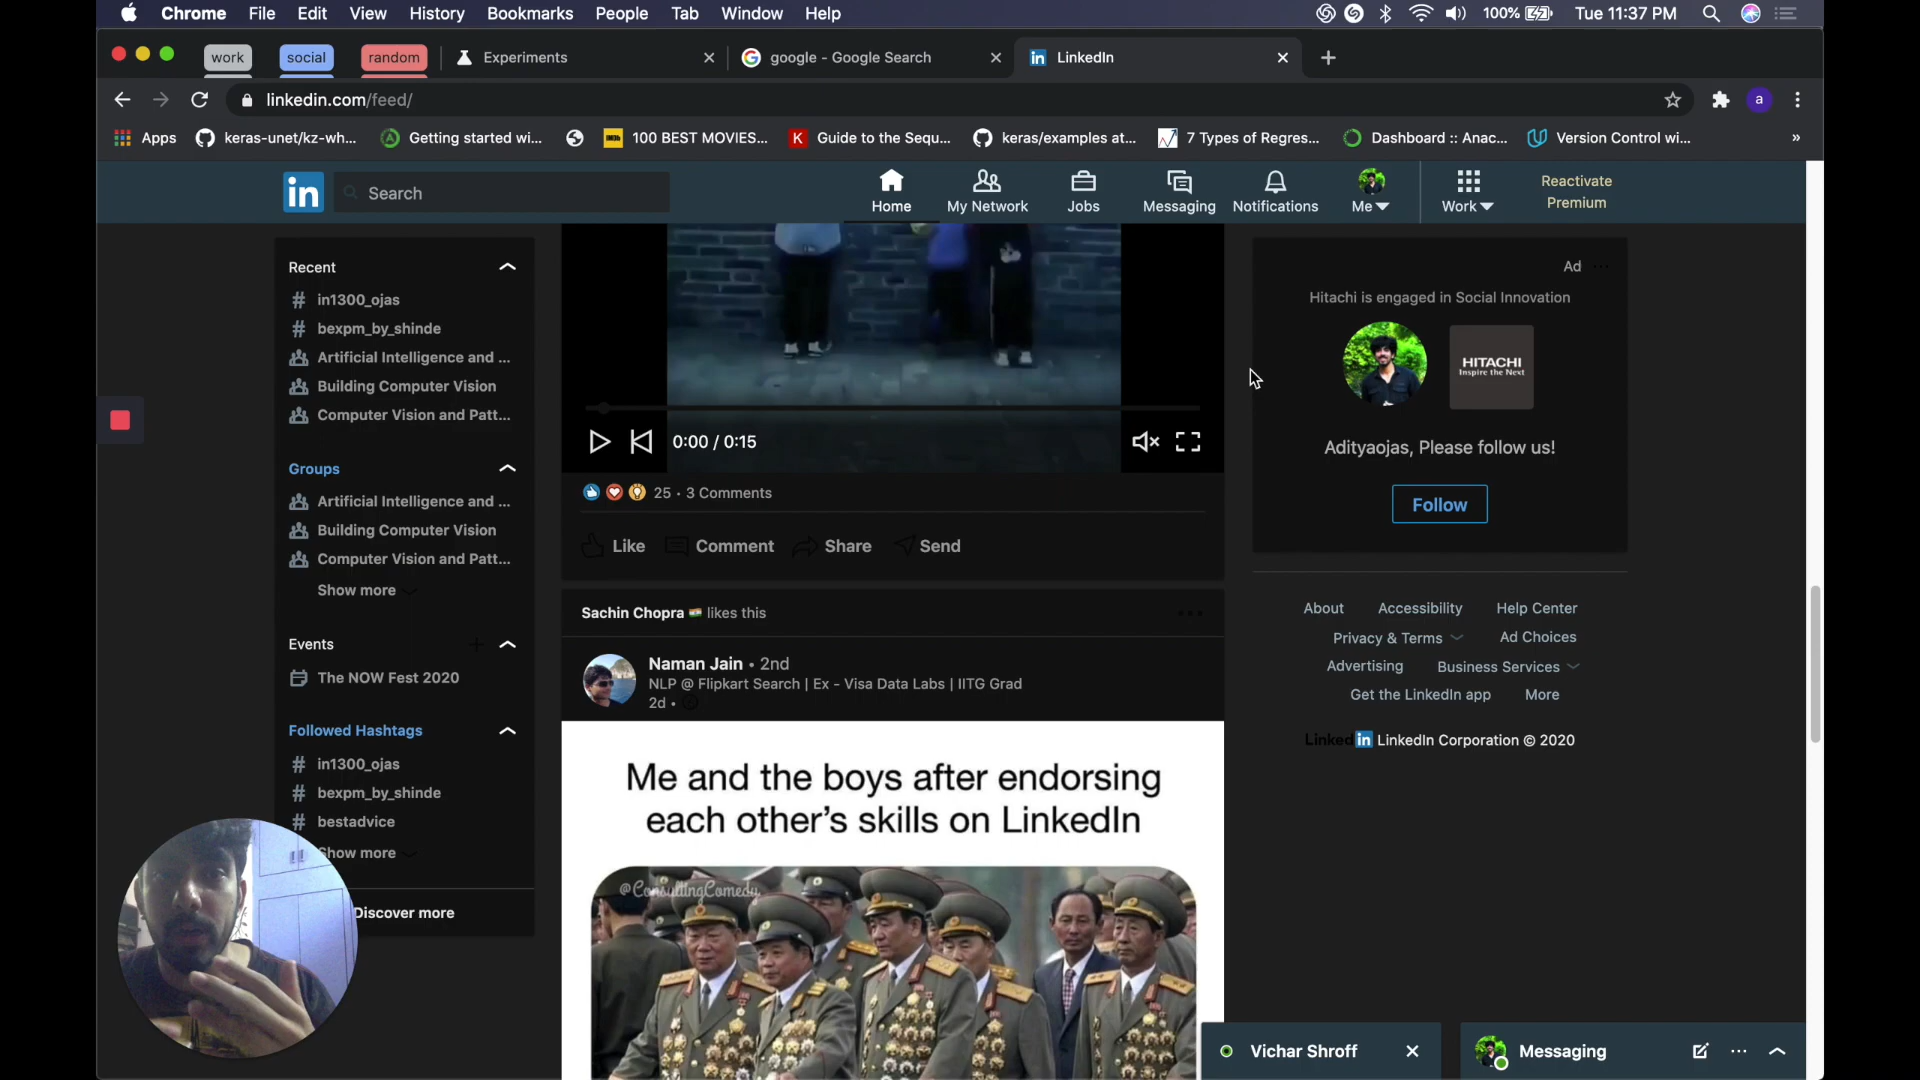 Chrome File Edit View History Bookmarks People Tab Window Help
100% Tue 11:37 PM
work social random Experiments google - Google Search LinkedIn
linkedin.com/feed/
a
Apps keras-unet/kz-wh... Getting started wi... 100 BEST MOVIES... Guide to the Sequ... keras/examples at... 7 Types of Regres... Dashboard :: Anac... Version Control wi... »
in Search Home My Network Jobs Messaging Notifications Me Work Reactivate Premium
Recent
# in1300_ojas
# bexpm_by_shinde
Artificial Intelligence and ...
Building Computer Vision
Computer Vision and Patt...
Groups
Artificial Intelligence and ...
Building Computer Vision
Computer Vision and Patt...
Show more
Events +
The NOW Fest 2020
Followed Hashtags
# in1300_ojas
# bexpm_by_shinde
# bestadvice
Show more
Discover more
0:00 / 0:15
25 · 3 Comments
Like Comment Share Send
Sachin Chopra likes this
Naman Jain • 2nd
NLP @ Flipkart Search | Ex - Visa Data Labs | IITG Grad
2d •
Me and the boys after endorsing
each other's skills on LinkedIn
@ConsultingComedy
Ad ...
Hitachi is engaged in Social Innovation
HITACHI
Inspire the Next
Adityaojas, Please follow us!
Follow
About Accessibility Help Center
Privacy & Terms Ad Choices
Advertising Business Services
Get the LinkedIn app More
Linked in LinkedIn Corporation © 2020
Vichar Shroff
Messaging